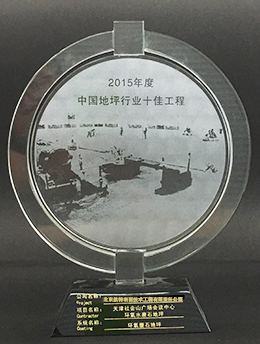 2015年度
中国地坪行业十佳工程
公司名称:
Project
项目名称: 天津社会山广场会议中心
Contractor 环氧水磨石地坪
系统名称:
Coating 环氧磨石地坪